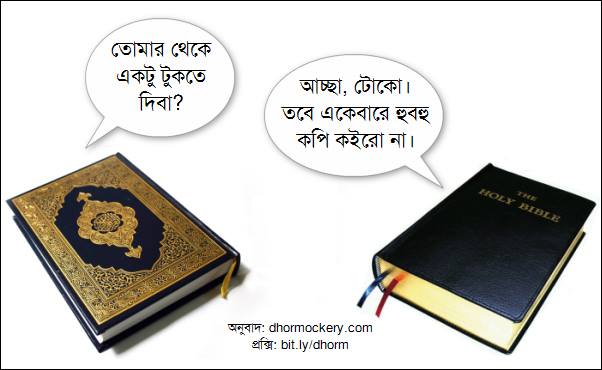 তোমার থেকে
একটু টুকতে
দিবা?
আচ্ছা, টোকো।
তবে একেবারে হুবহু
কপি কইরো না।
THE
HOLY BIBLE
অনুবাদ: dhormockery.com
প্রক্সি: bit.ly/dhorm